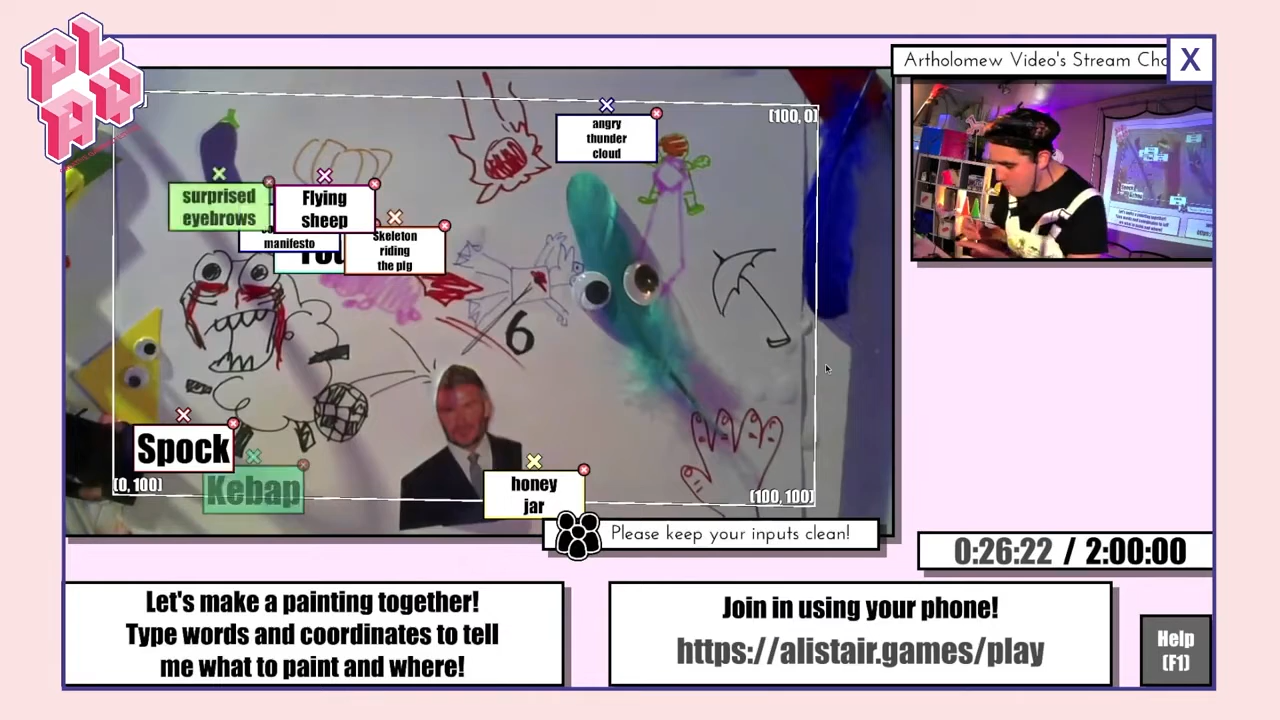 PLAY
Artholomew Video's Stream
X
[100, 0]
angry
thunder
cloud
surprised
eyebrows
Flying
sheep
manifesto
Skeleton
riding
the pig
6
Spock
[0, 100]
Kebap
honey
jar
[100, 100]
Please keep your inputs clean!
0:26:22 / 2:00:00
Let's make a painting together!
Type words and coordinates to tell
me what to paint and where!
Join in using your phone!
https://alistair.games/play
Help
(F1)